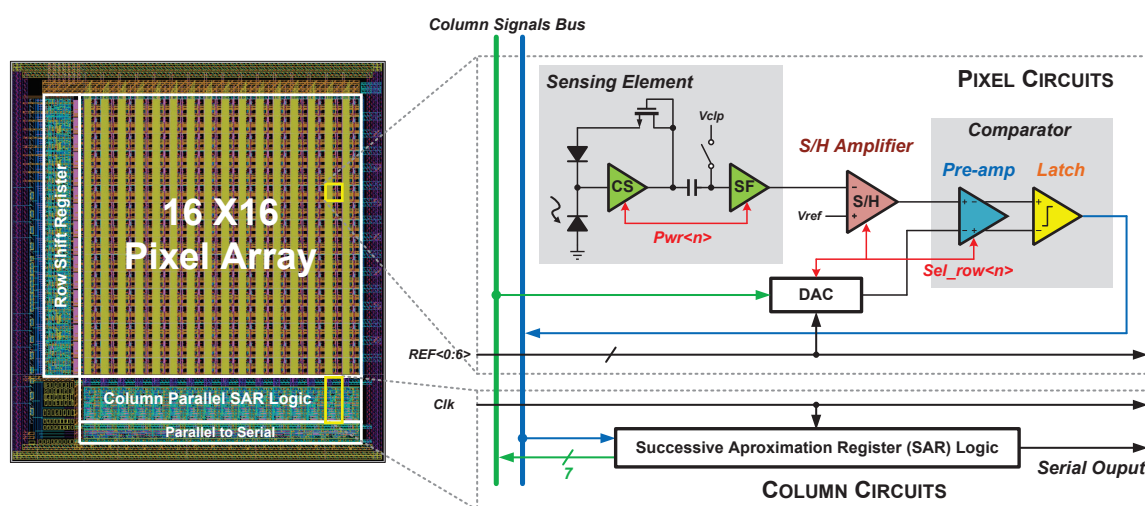 Column Signals Bus
Row Shift Register
16 X16
Pixel Array
Column Parallel SAR Logic
Parallel to Serial
PIXEL CIRCUITS
Sensing Element
Vclp
CS
SF
Pwr<n>
S/H Amplifier
S/H
Vref
-
+
Comparator
Pre-amp
Latch
+ -
- +
+
-
Sel_row<n>
DAC
REF<0:6>
Clk
Successive Aproximation Register (SAR) Logic
7
Serial Ouput
COLUMN CIRCUITS